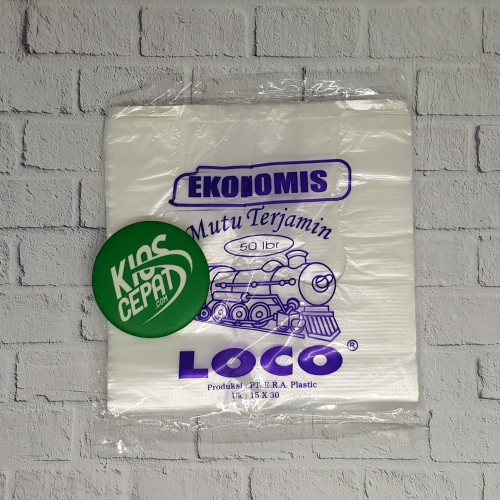 EKONOMIS
Mutu Terjamin
50 lbr
KIOS
CEPAT
.COM
LOCO ®
Produksi : PT. E.R.A. Plastic
Uk : 15 X 30